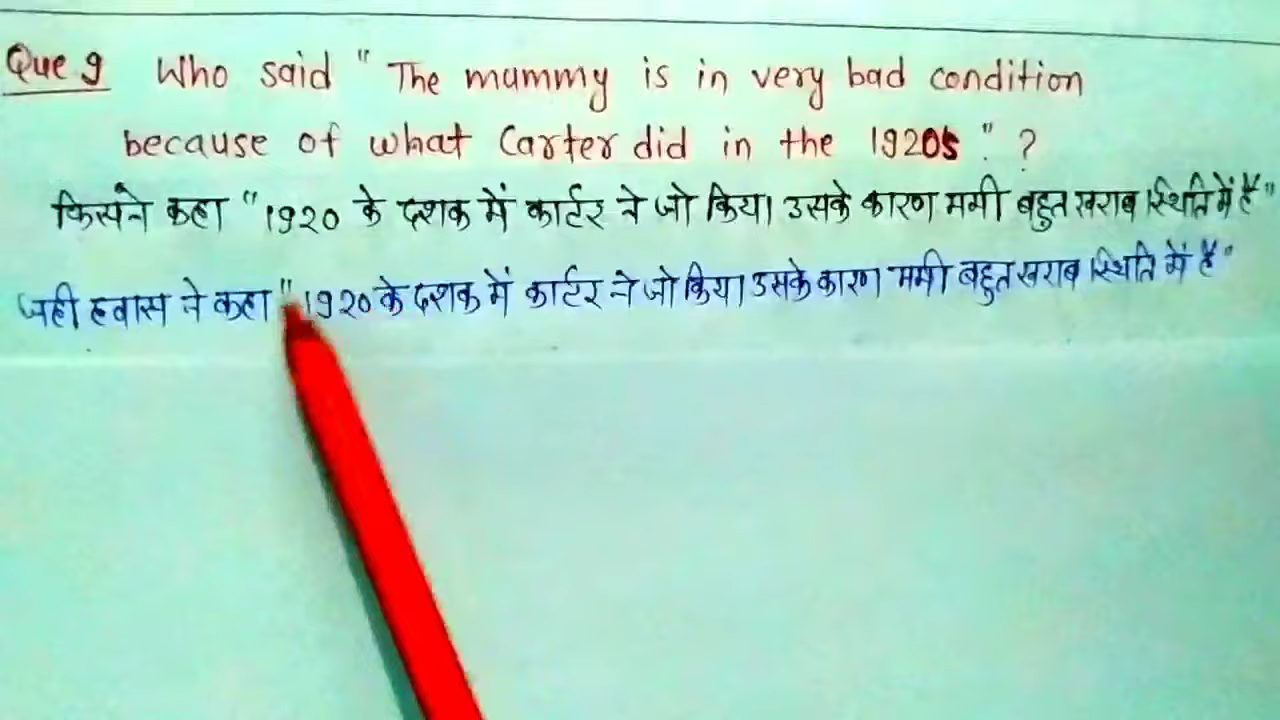 Que 9 Who said " The mummy is in very bad condition
because of what Carter did in the 1920s " ?
किसने कहा "1920 के दशक में कार्टर ने जो किया। उसके कारण ममी बहुत खराब स्थिति में है"
जही हवास ने कहा "1920 के दशक में कार्टर ने जो किया। उसके कारण ममी बहुत खराब स्थिति में है"